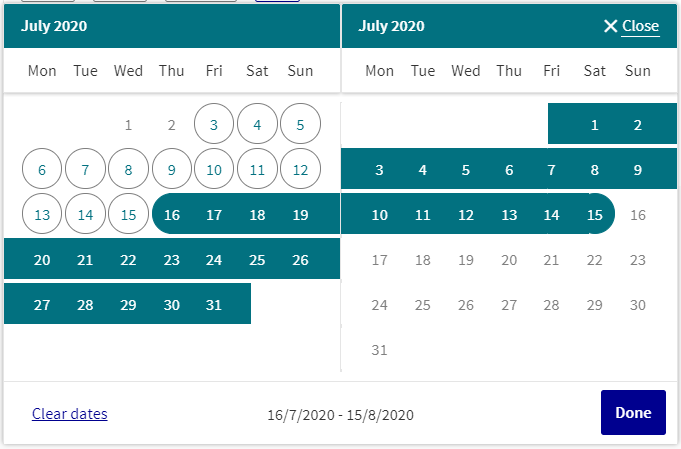 July 2020
Mon Tue Wed Thu Fri Sat Sun
1 2 3 4 5
6 7 8 9 10 11 12
13 14 15 16 17 18 19
20 21 22 23 24 25 26
27 28 29 30 31
July 2020 Close
Mon Tue Wed Thu Fri Sat Sun
1 2
3 4 5 6 7 8 9
10 11 12 13 14 15 16
17 18 19 20 21 22 23
24 25 26 27 28 29 30
31
Clear dates 16/7/2020 - 15/8/2020 Done